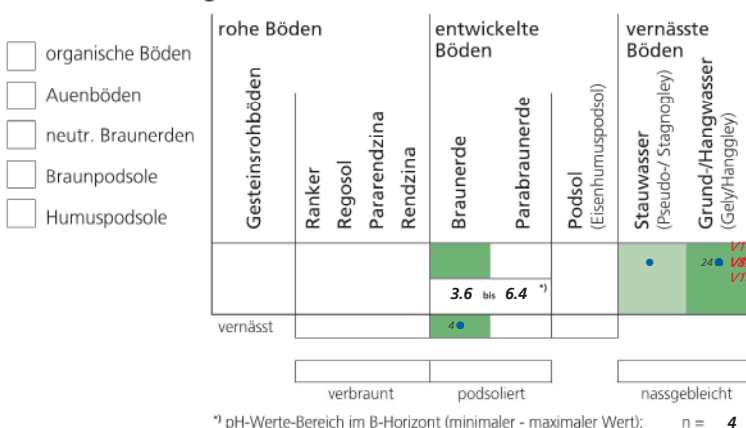 rohe Böden
entwickelte
Böden
vernässte
Böden
organische Böden
Auenböden
neutr. Braunerden
Braunpodsole
Humuspodsole
Gesteinsrohböden
Ranker
Regosol
Pararendzina
Rendzina
Braunerde
Parabraunerde
Podsol
(Eisenhumuspodsol)
Stauwasser
(Pseudo-/ Stagnogley)
Grund-/Hangwasser
(Gely/Hanggley)
24
3.6 bis 6.4 *)
vernässt
4
verbraunt
podsoliert
nassgebleicht
*) pH-Werte-Bereich im B-Horizont (minimaler - maximaler Wert): n = 4